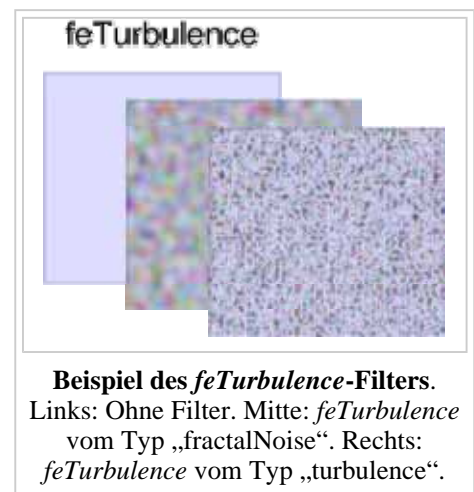 feTurbulence
Beispiel des feTurbulence-Filters.
Links: Ohne Filter. Mitte: feTurbulence
vom Typ „fractalNoise“. Rechts:
feTurbulence vom Typ „turbulence“.